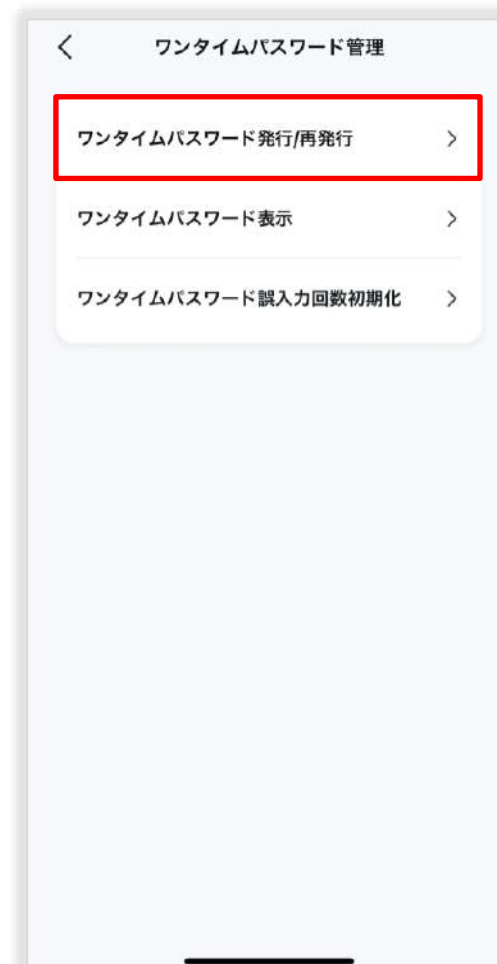 ワンタイムパスワード管理
ワンタイムパスワード発行/再発行
ワンタイムパスワード表示
ワンタイムパスワード誤入力回数初期化